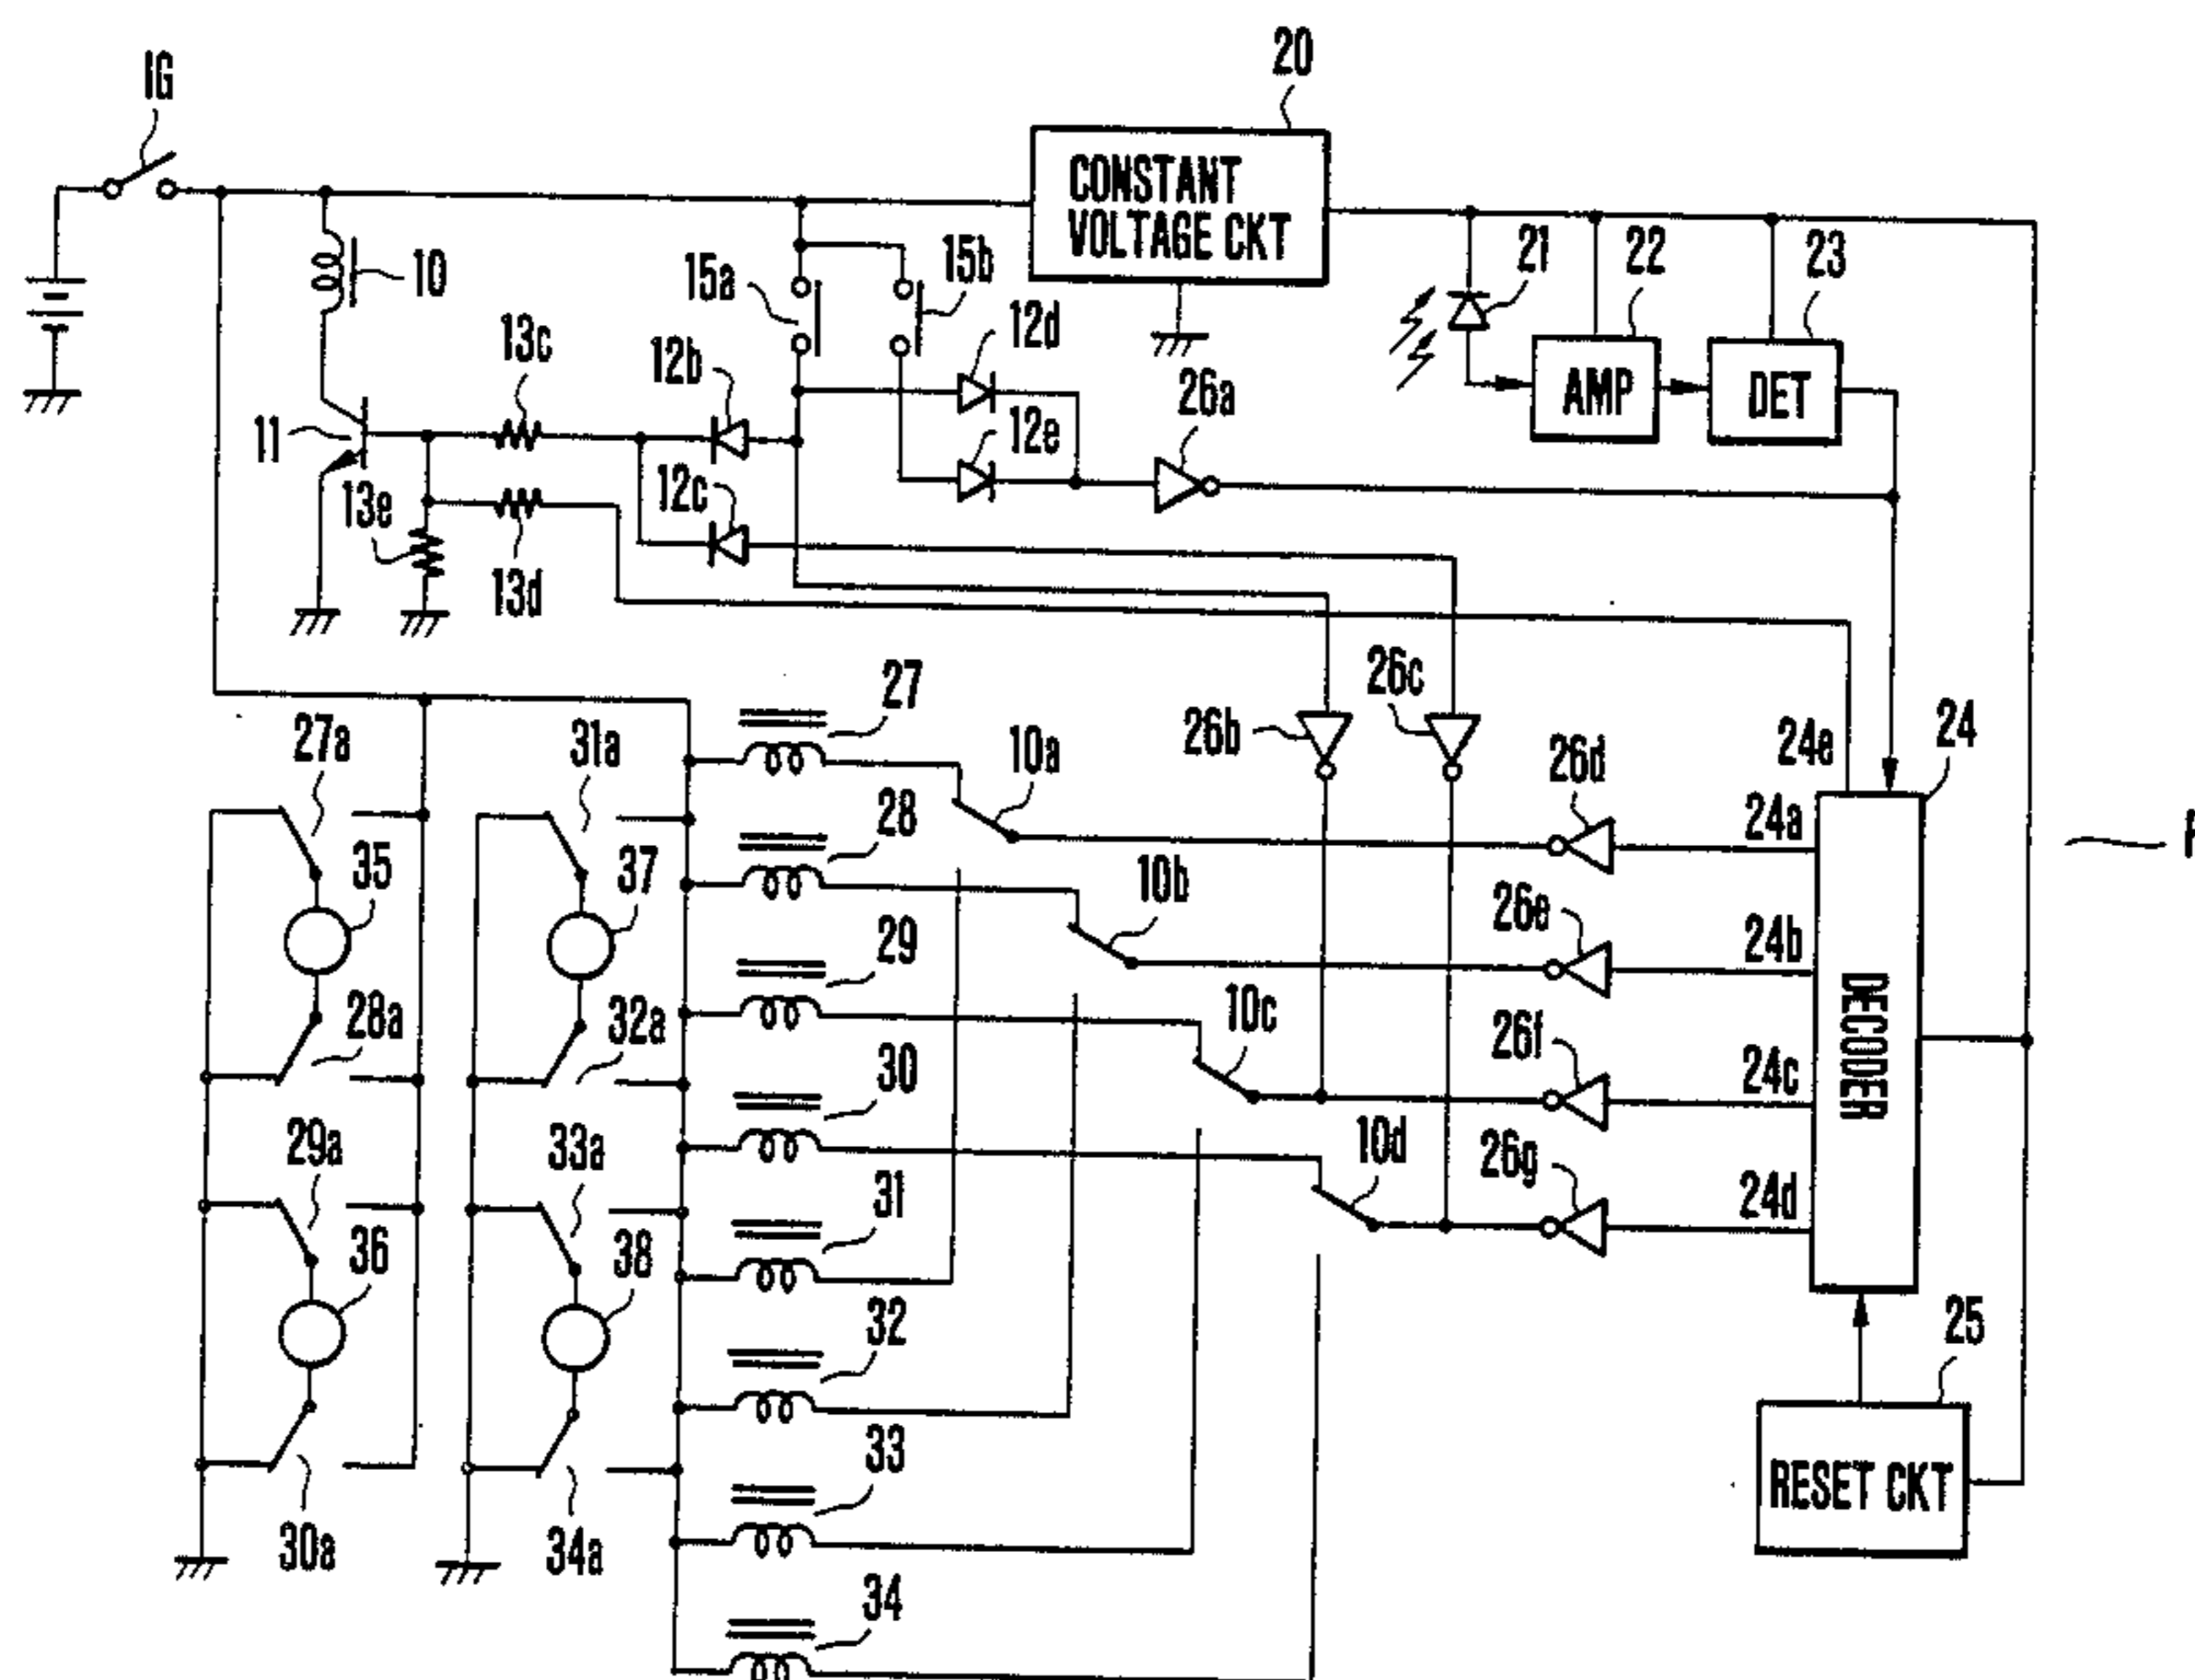 IG
20
CONSTANT
VOLTAGE CKT
10
15a
15b
21
22
23
13c
12b
12d
12e
26a
AMP
DET
11
13e
12c
13d
27
26b
26c
24e
24
27a
31a
10a
26d
24a
28
35
37
10b
26e
24b
29
28a
32a
10c
26f
24c
DECODER
30
29a
33a
10d
26g
24d
31
36
38
32
25
33
RESET CKT
30a
34a
34